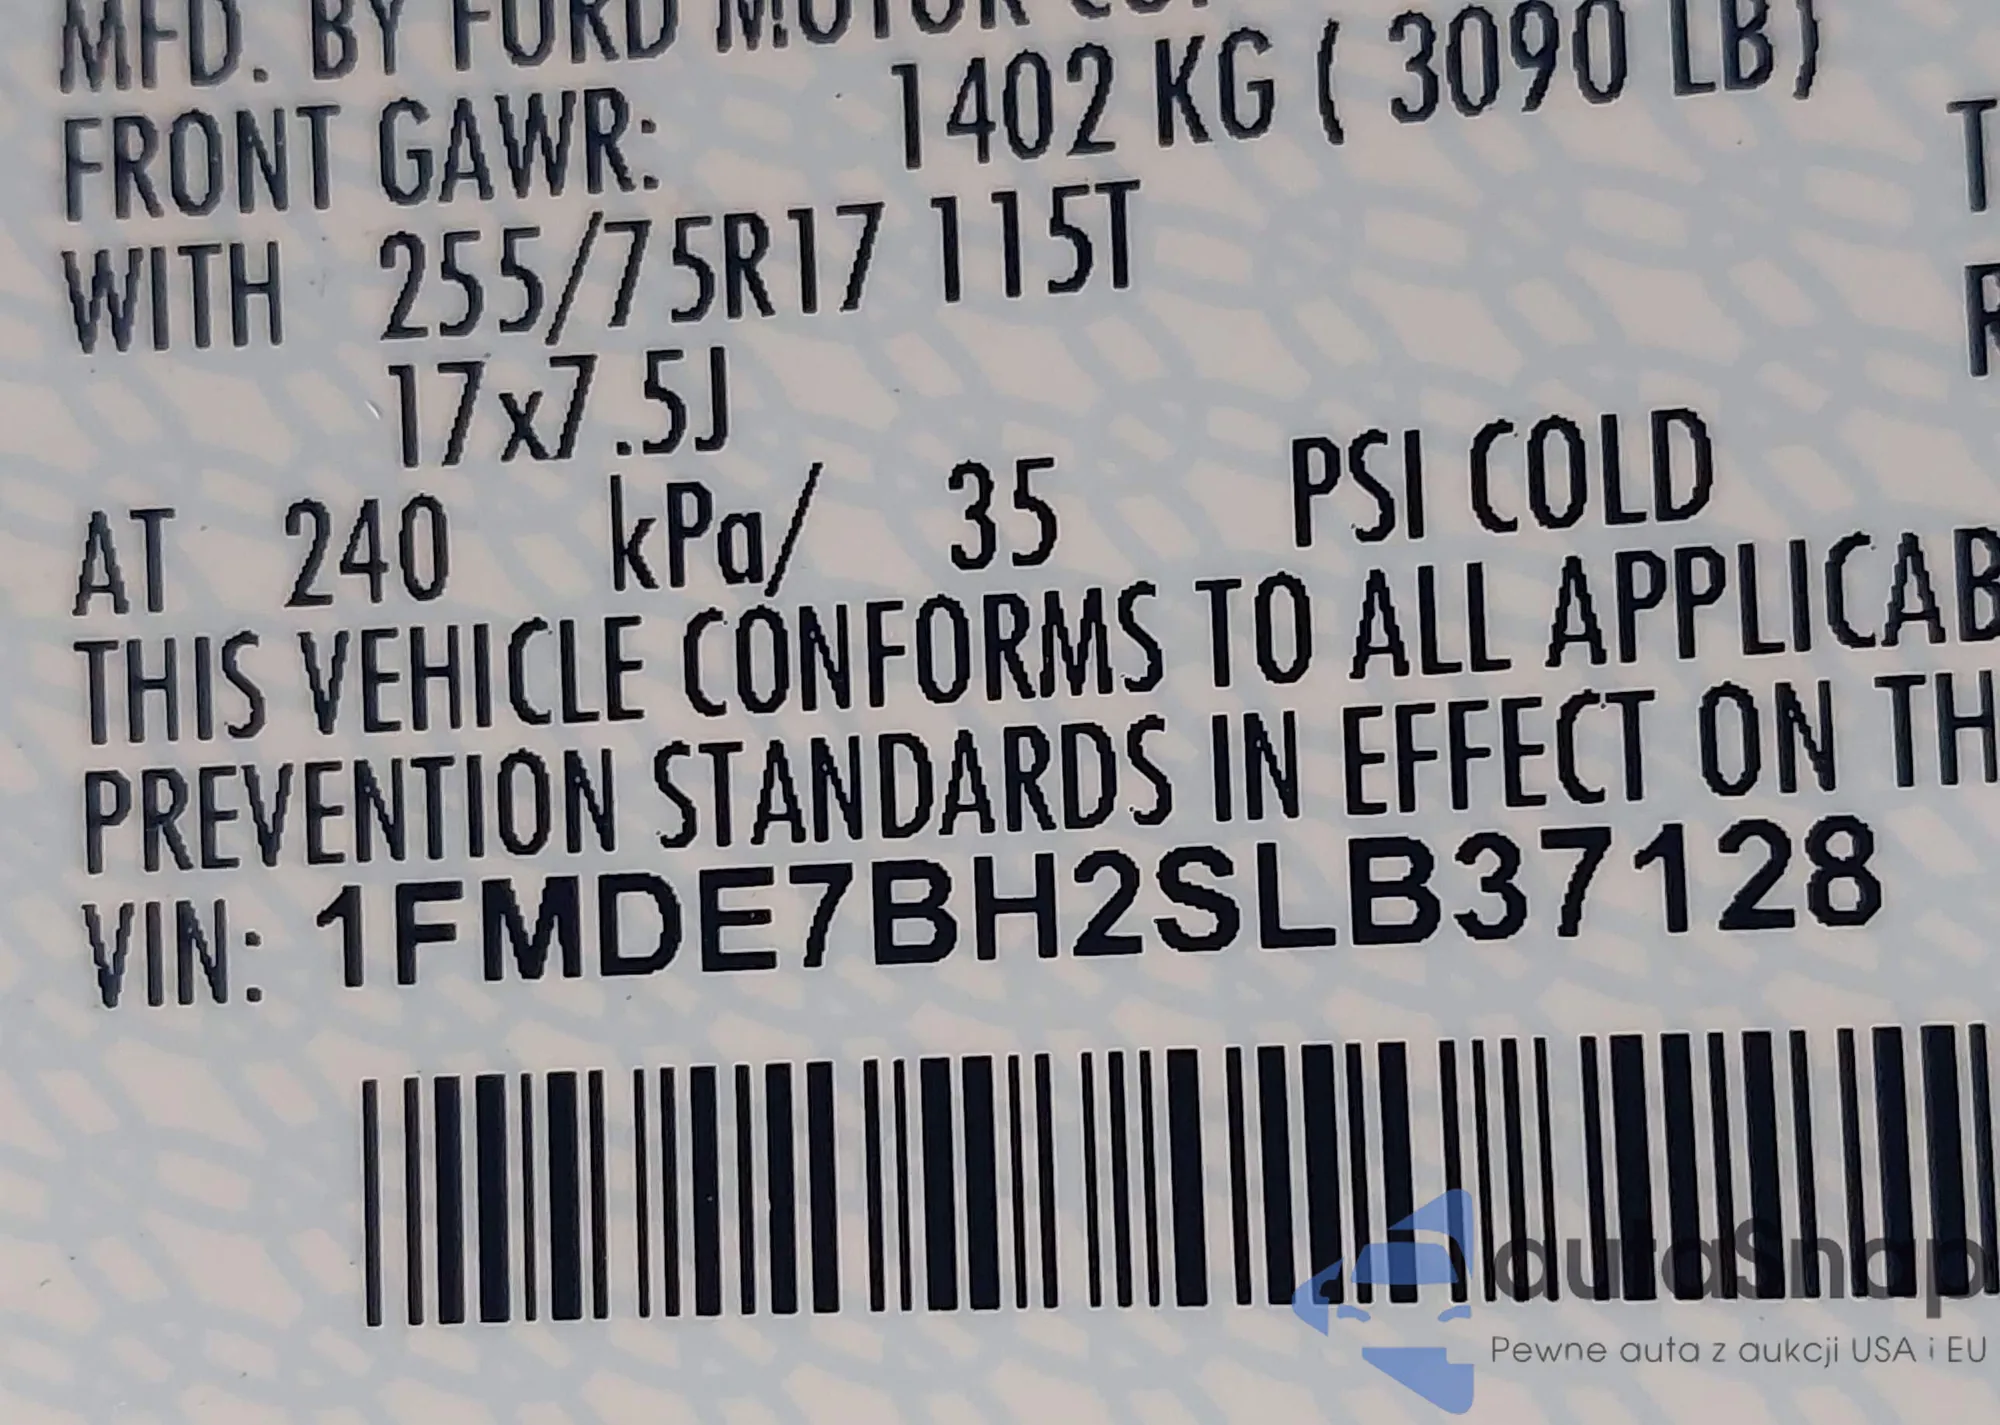 MFD. BY FORD MOTOR CO.
FRONT GAWR: 1402 KG ( 3090 LB)
WITH 255/75R17 115T
17x7.5J
AT 240 kPa/ 35 PSI COLD
THIS VEHICLE CONFORMS TO ALL APPLICAB
PREVENTION STANDARDS IN EFFECT ON TH
VIN: 1FMDE7BH2SLB37128
T
R
autaSnap
Pewne auta z aukcji USA i EU